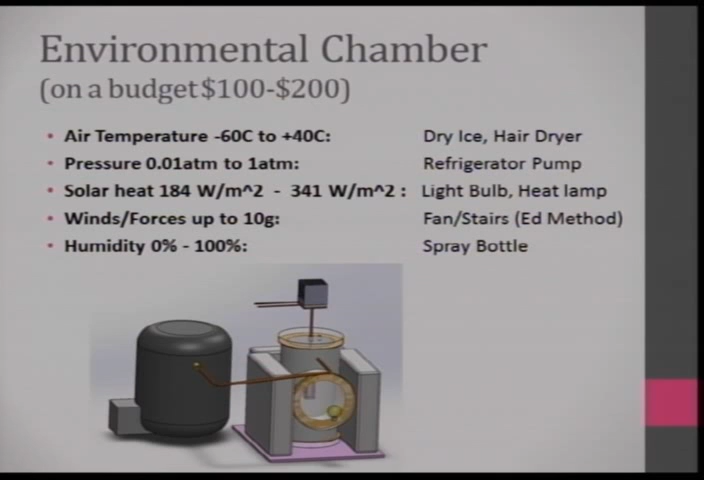 Environmental Chamber
(on a budget $100-$200)
• Air Temperature -60C to +40C: Dry Ice, Hair Dryer
• Pressure 0.01atm to 1atm: Refrigerator Pump
• Solar heat 184 W/m^2 - 341 W/m^2 : Light Bulb, Heat lamp
• Winds/Forces up to 10g: Fan/Stairs (Ed Method)
• Humidity 0% - 100%: Spray Bottle